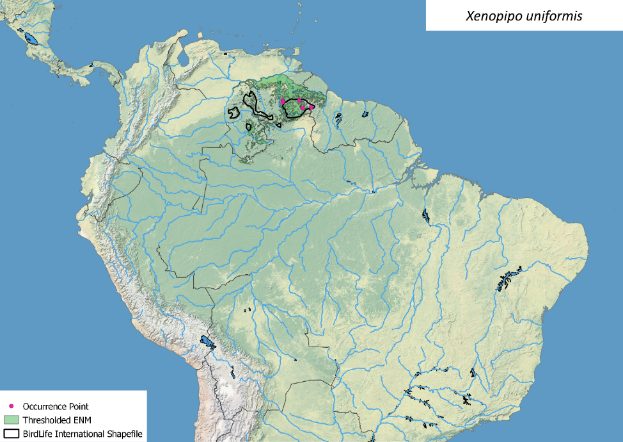 Xenopipo uniformis
Occurrence Point
Thresholded ENM
BirdLife International Shapefile